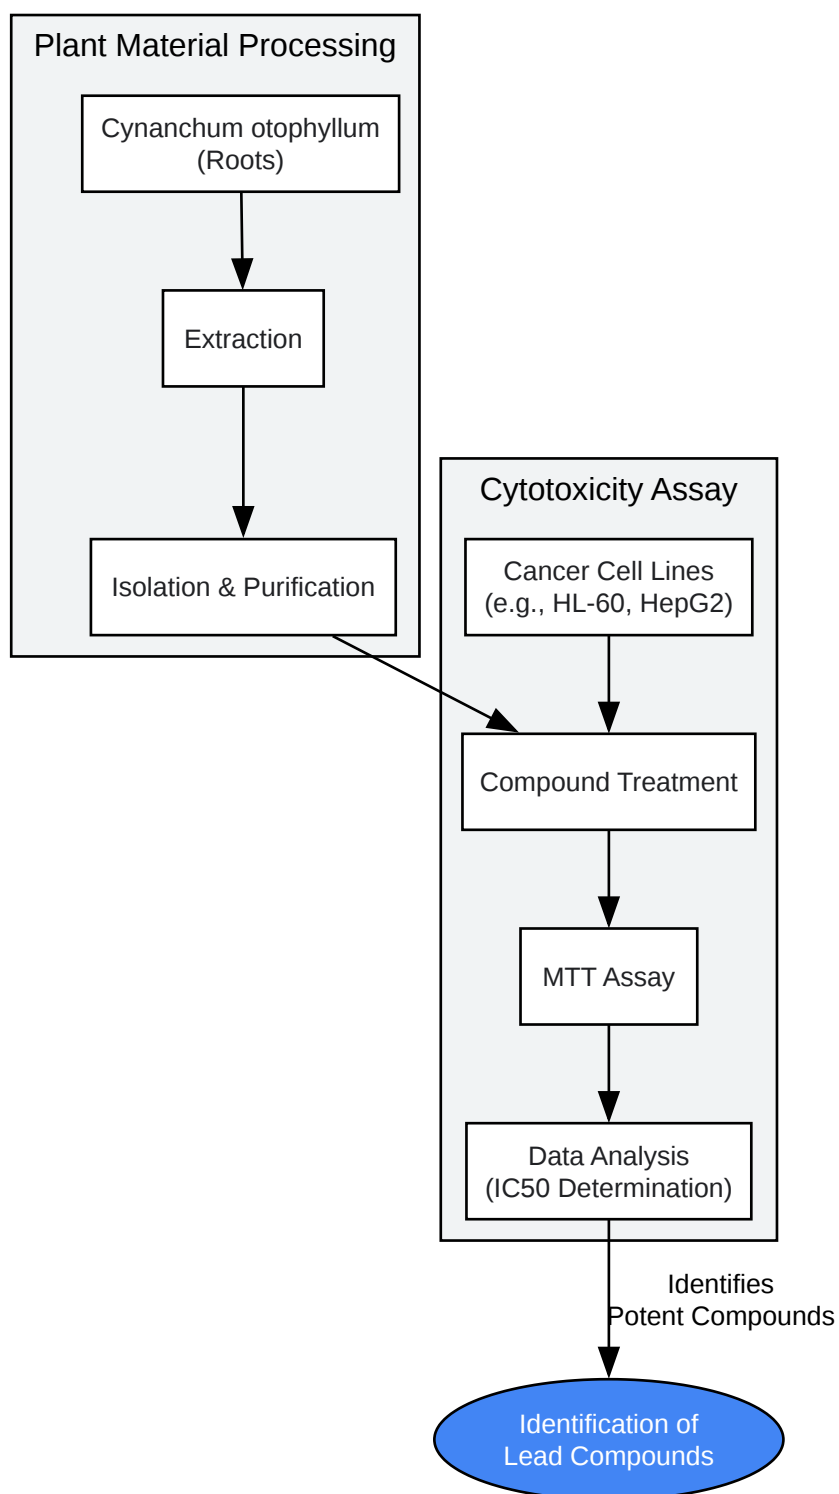 Plant Material Processing
Cynanchum otophyllum
(Roots)
Extraction
Isolation & Purification
Cytotoxicity Assay
Cancer Cell Lines
(e.g., HL-60, HepG2)
Compound Treatment
MTT Assay
Data Analysis
(IC50 Determination)
Identifies
Potent Compounds
Identification of
Lead Compounds